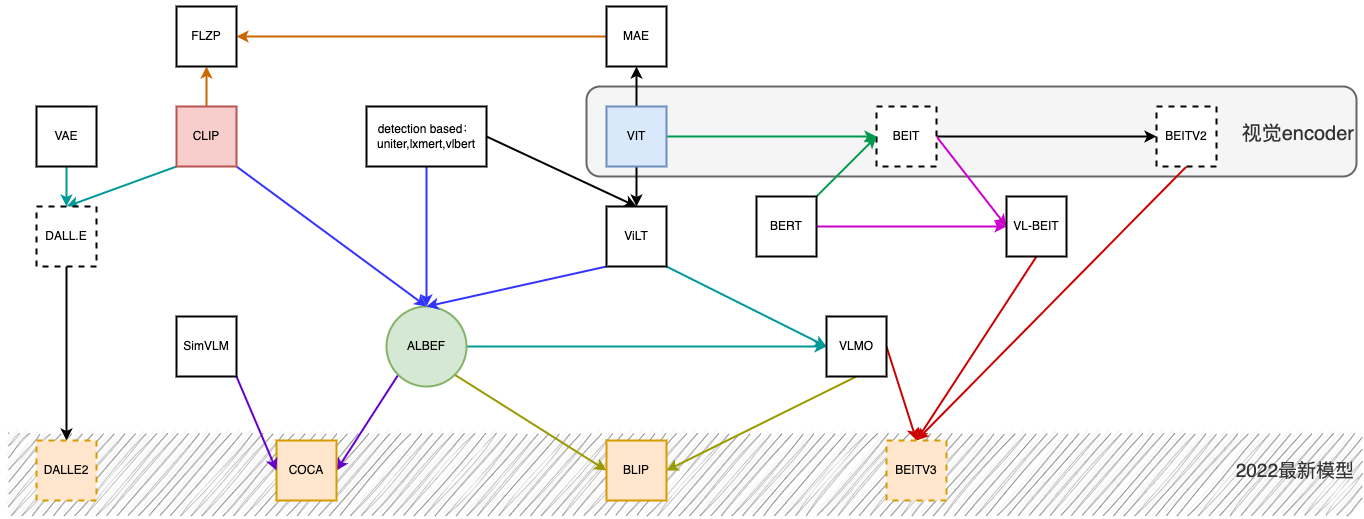 FLZP
MAE
VAE
CLIP
detection based：
uniter,lxmert,vlbert
VIT
BEIT
BEITV2
视觉encoder
DALL.E
ViLT
BERT
VL-BEIT
SimVLM
ALBEF
VLMO
DALLE2
COCA
BLIP
BEITV3
2022最新模型